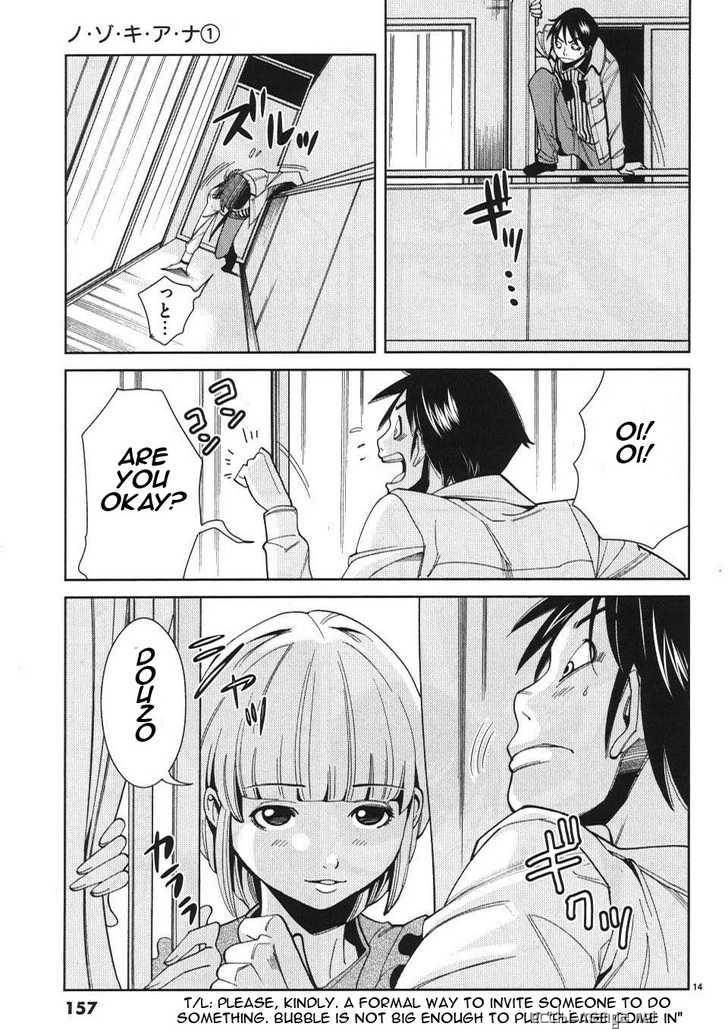 ノ・ゾ・キ・ア・ナ①
ギッ…
ズルッ
っと…
OI!
OI!
コン
コン
ARE
YOU
OKAY?
DOUZO
シャッ
ドキッ
カララ
14
157
T/L: PLEASE, KINDLY. A FORMAL WAY TO INVITE SOMEONE TO DO
SOMETHING. BUBBLE IS NOT BIG ENOUGH TO PUT "PLEASE COME IN"